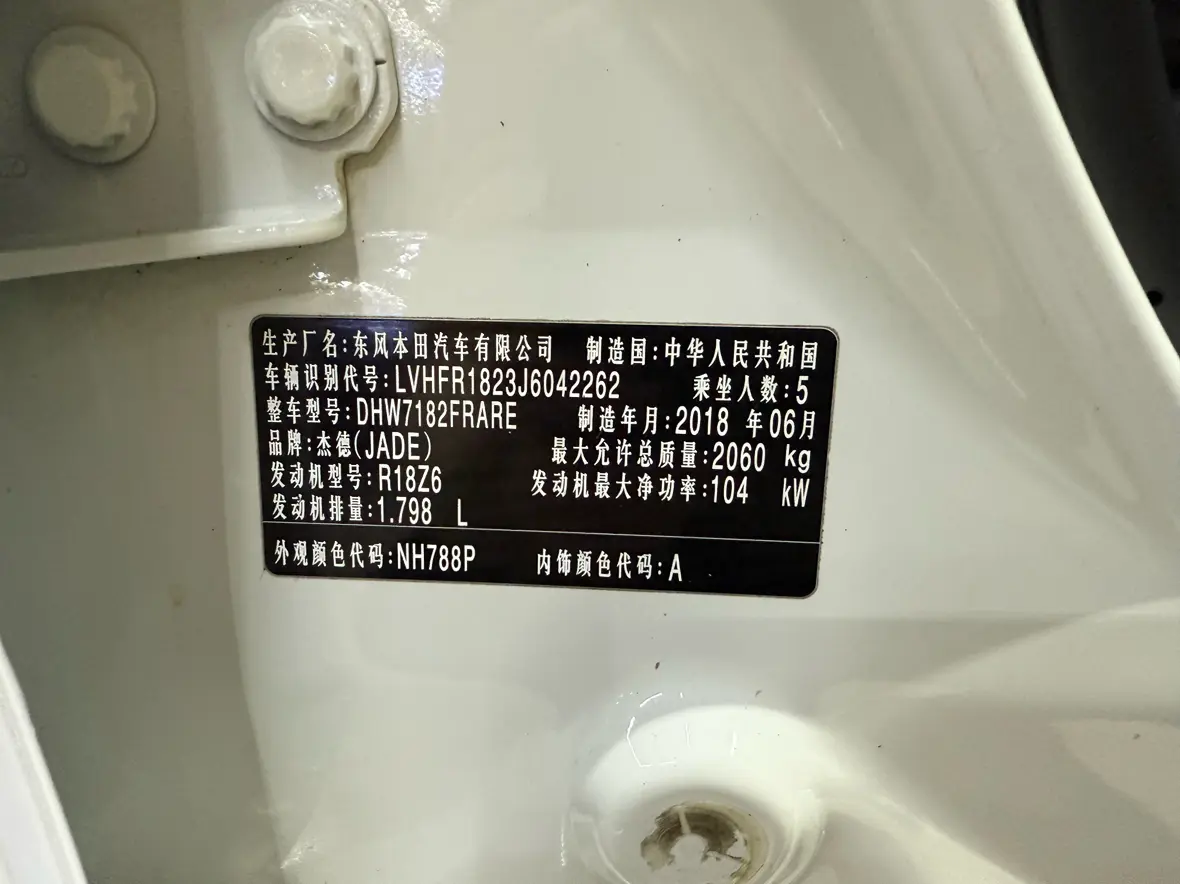 生产厂名:东风本田汽车有限公司 制造国:中华人民共和国
车辆识别代号:LVHFR1823J6042262 乘坐人数:5
整车型号:DHW7182FRARE 制造年月:2018 年06月
品牌:杰德(JADE) 最大允许总质量:2060 kg
发动机型号:R18Z6 发动机最大净功率:104 kW
发动机排量:1.798 L
外观颜色代码:NH788P 内饰颜色代码:A